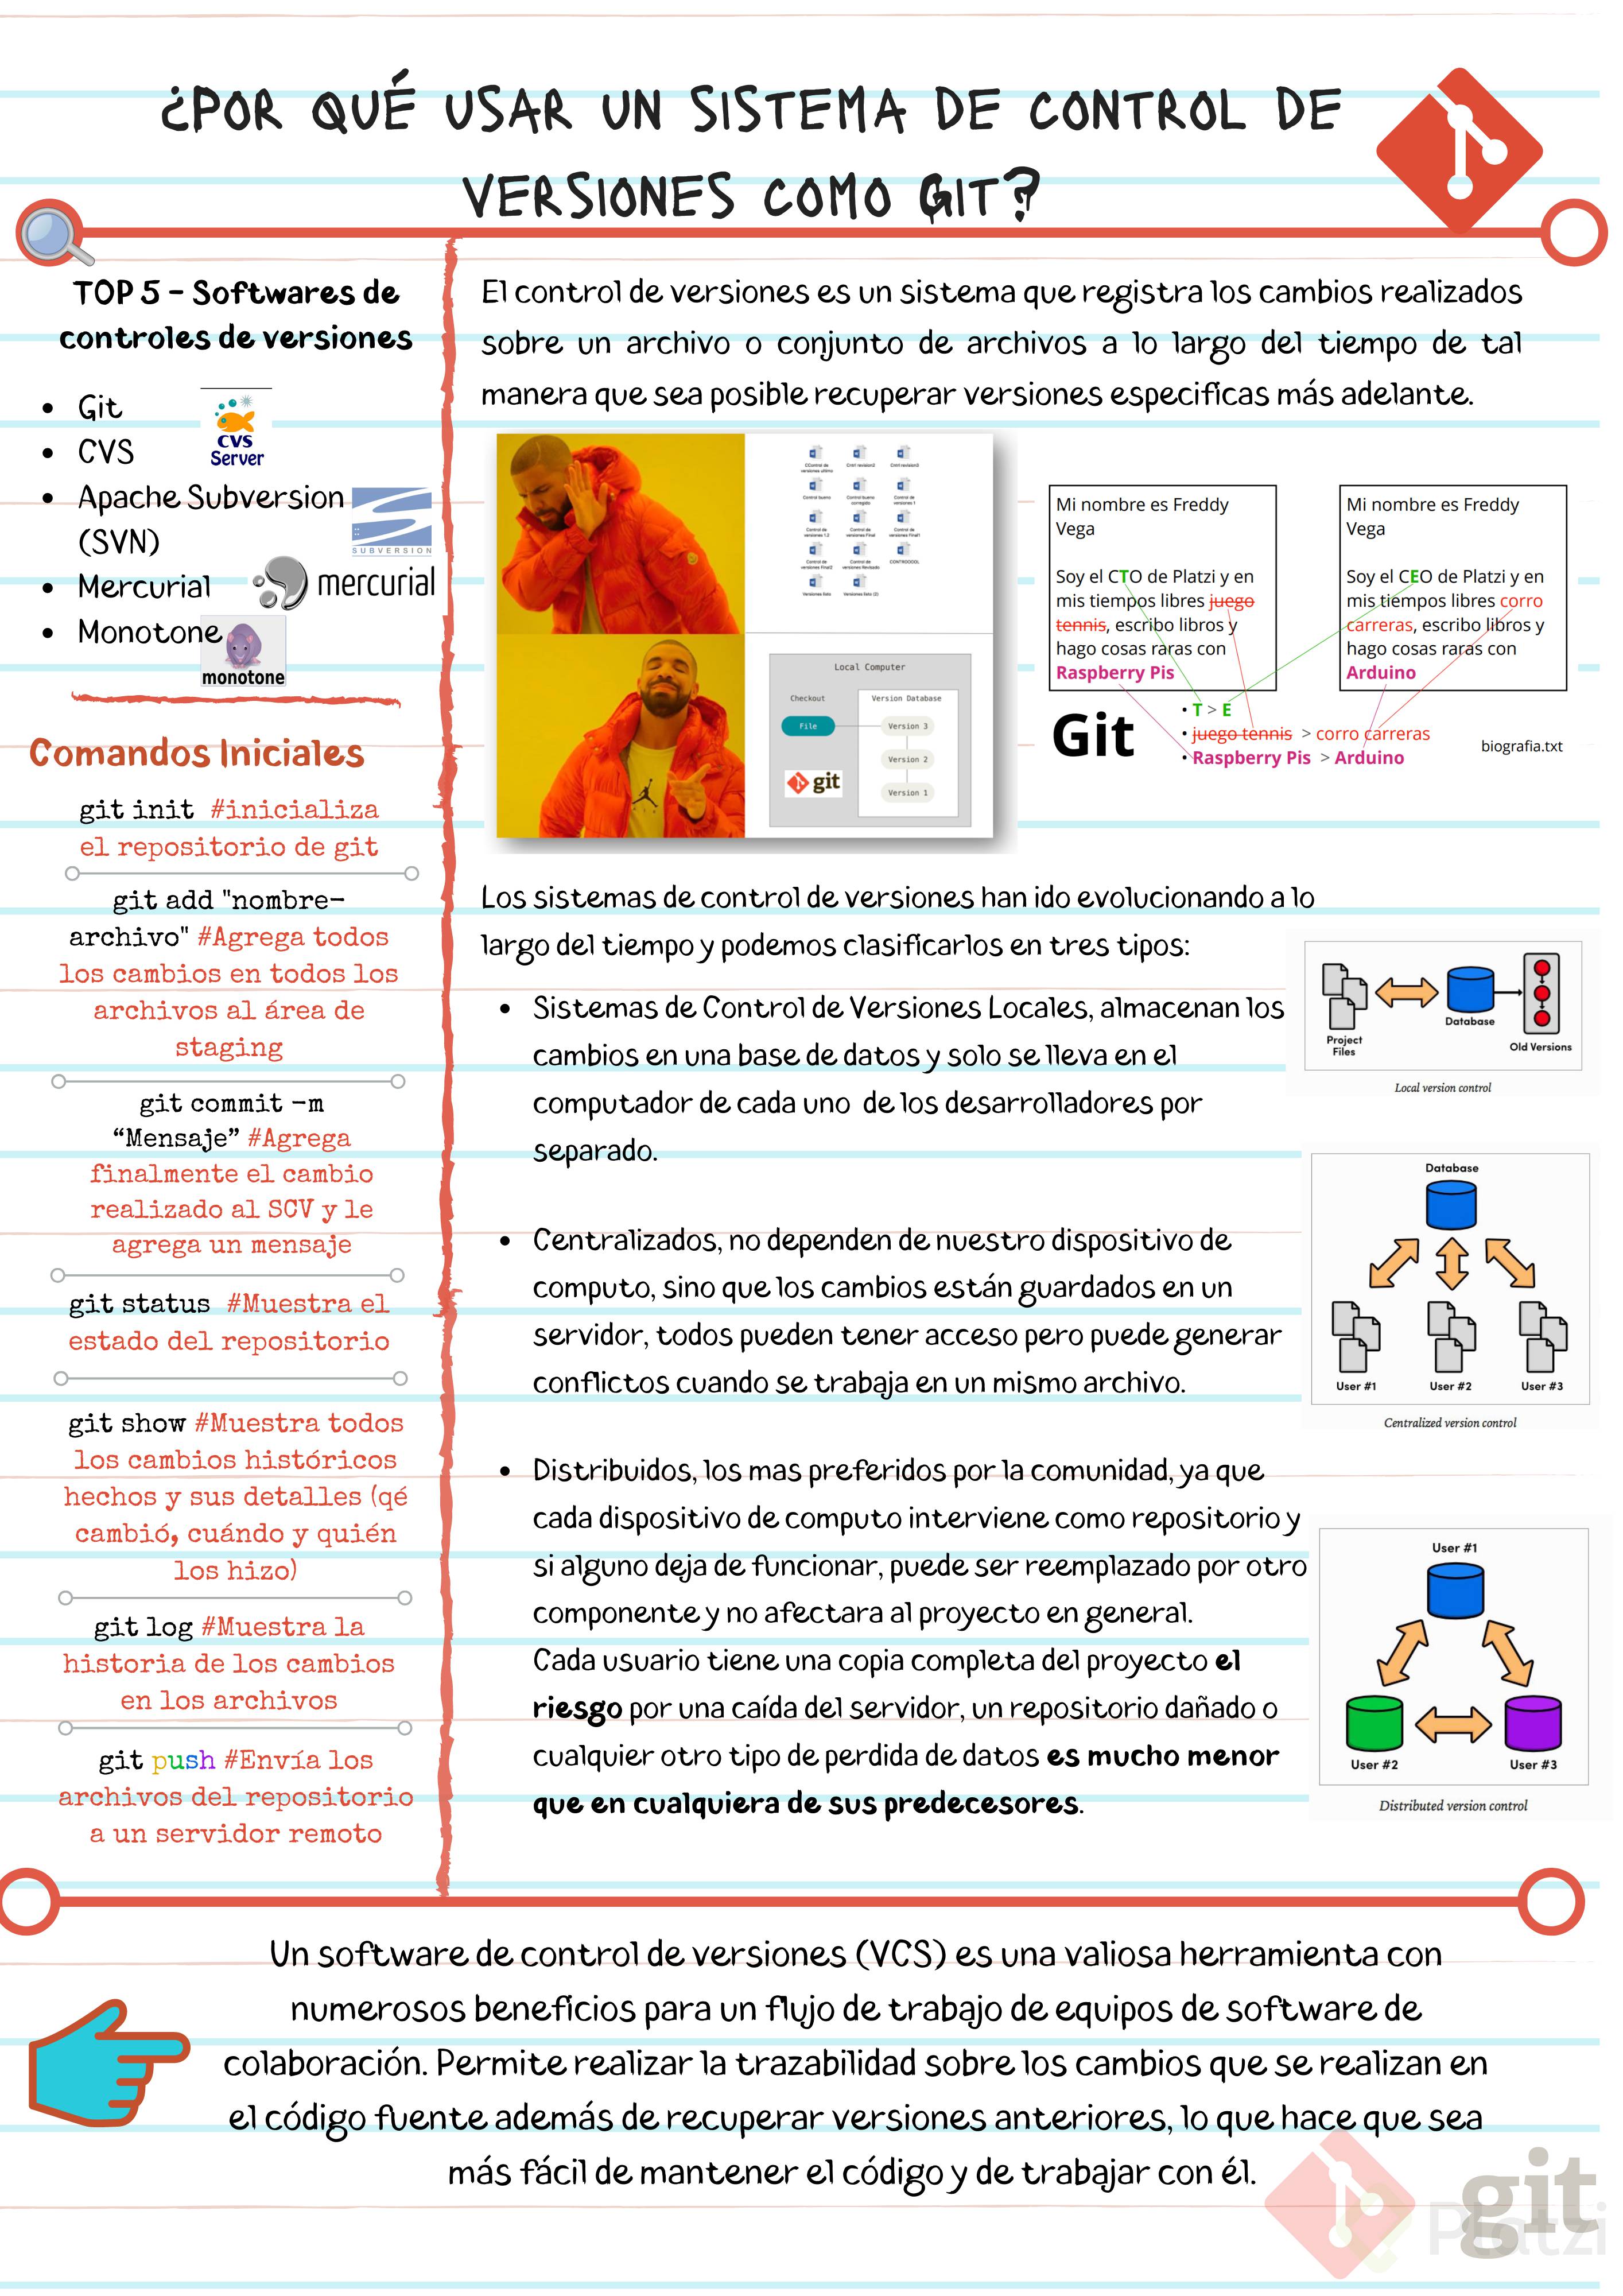 ¿POR QUÉ USAR UN SISTEMA DE CONTROL DE
VERSIONES COMO GIT?
TOP 5 - Softwares de
controles de versiones
• Git
• CVS
• Apache Subversion
(SVN)
• Mercurial
• Monotone
CVS
Server
SUBVERSION
mercurial
monotone
Comandos Iniciales
git init #inicializa
el repositorio de git
git add "nombre-
archivo" #Agrega todos
los cambios en todos los
archivos al área de
staging
git commit -m
“Mensaje” #Agrega
finalmente el cambio
realizado al SCV y le
agrega un mensaje
git status #Muestra el
estado del repositorio
git show #Muestra todos
los cambios históricos
hechos y sus detalles (qé
cambió, cuándo y quién
los hizo)
git log #Muestra la
historia de los cambios
en los archivos
git push #Envía los
archivos del repositorio
a un servidor remoto
El control de versiones es un sistema que registra los cambios realizados
sobre un archivo o conjunto de archivos a lo largo del tiempo de tal
manera que sea posible recuperar versiones especificas más adelante.
Local Computer
Checkout
File
Version Database
Version 3
Version 2
Version 1
git
Mi nombre es Freddy
Vega
Soy el CTO de Platzi y en
mis tiempos libres juego
tennis, escribo libros y
hago cosas raras con
Raspberry Pis
Mi nombre es Freddy
Vega
Soy el CEO de Platzi y en
mis tiempos libres corro
carreras, escribo libros y
hago cosas raras con
Arduino
Git
• T > E
• juego tennis > corro carreras
• Raspberry Pis > Arduino
biografia.txt
Los sistemas de control de versiones han ido evolucionando a lo
largo del tiempo y podemos clasificarlos en tres tipos:
• Sistemas de Control de Versiones Locales, almacenan los
cambios en una base de datos y solo se lleva en el
computador de cada uno de los desarrolladores por
separado.
Project
Files
Database
Old Versions
Local version control
• Centralizados, no dependen de nuestro dispositivo de
computo, sino que los cambios están guardados en un
servidor, todos pueden tener acceso pero puede generar
conflictos cuando se trabaja en un mismo archivo.
Database
User #1
User #2
User #3
Centralized version control
• Distribuidos, los mas preferidos por la comunidad, ya que
cada dispositivo de computo interviene como repositorio y
si alguno deja de funcionar, puede ser reemplazado por otro
componente y no afectara al proyecto en general.
Cada usuario tiene una copia completa del proyecto el
riesgo por una caída del servidor, un repositorio dañado o
cualquier otro tipo de perdida de datos es mucho menor
que en cualquiera de sus predecesores.
User #1
User #2
User #3
Distributed version control
Un software de control de versiones (VCS) es una valiosa herramienta con
numerosos beneficios para un flujo de trabajo de equipos de software de
colaboración. Permite realizar la trazabilidad sobre los cambios que se realizan en
el código fuente además de recuperar versiones anteriores, lo que hace que sea
más fácil de mantener el código y de trabajar con él.
git
Platzi